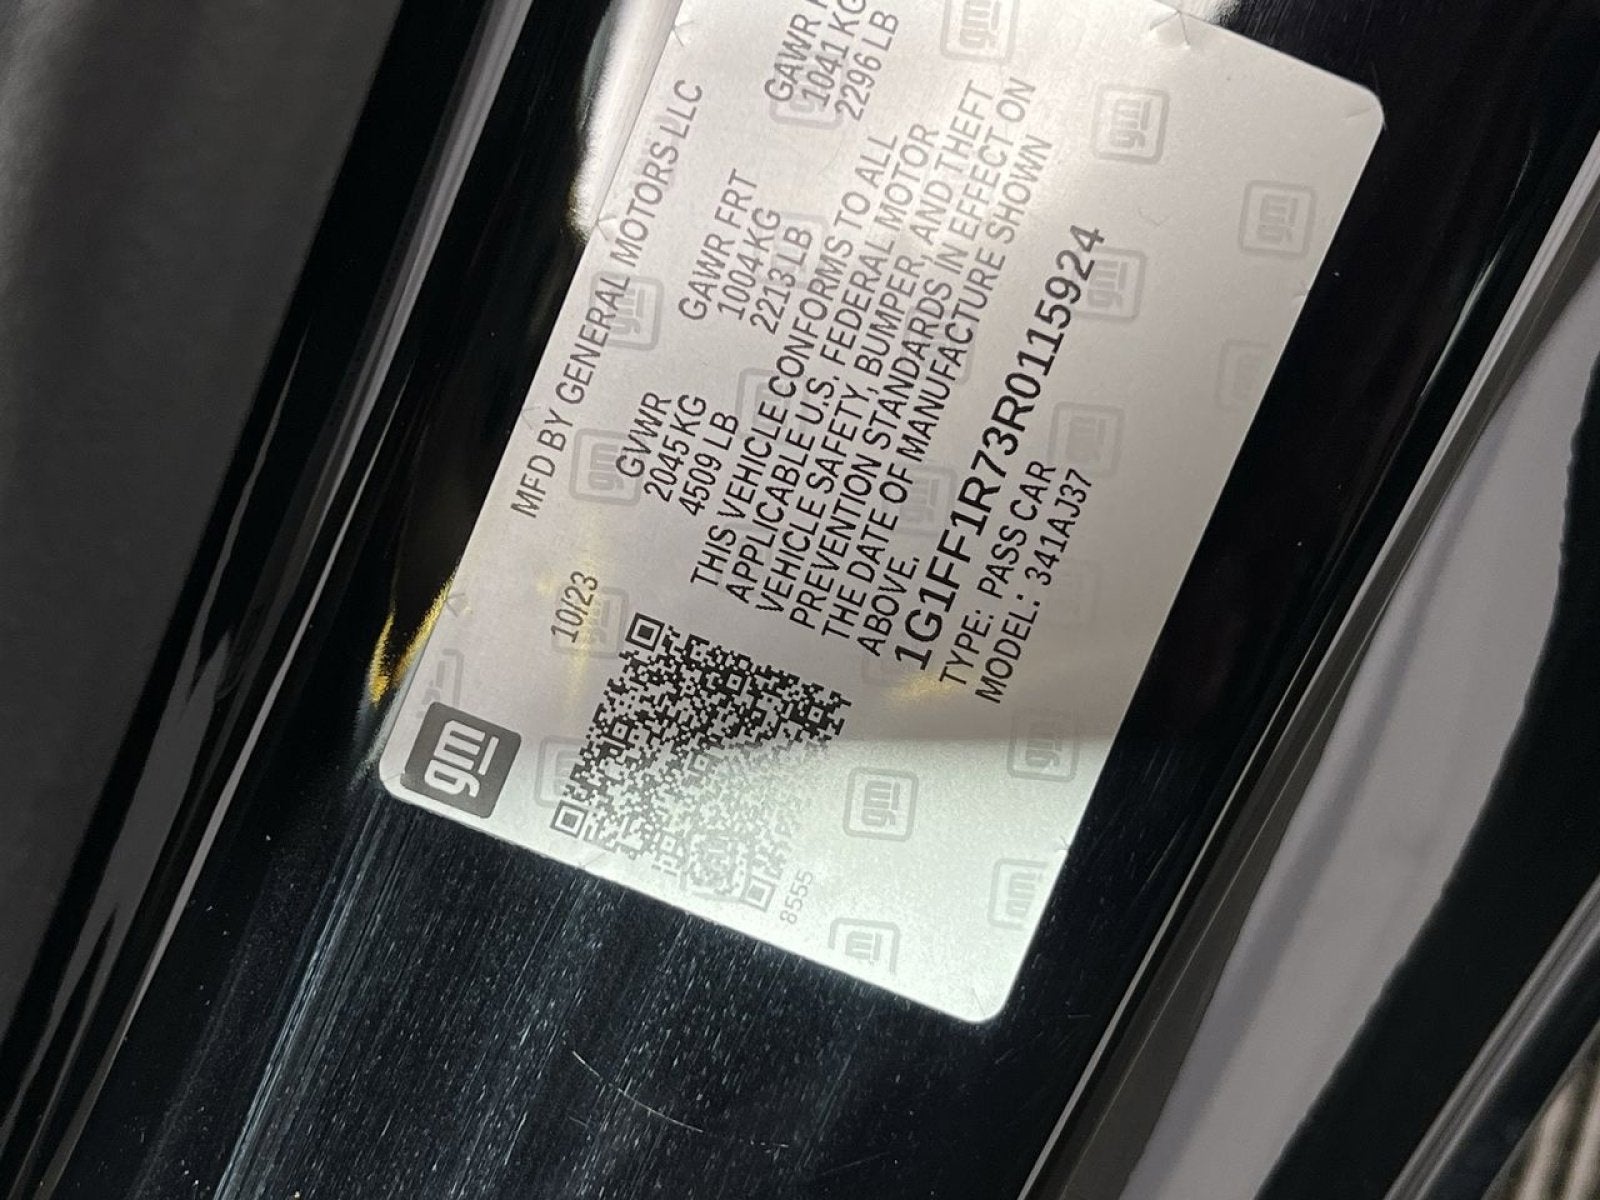 gm
10/23
MFD BY GENERAL MOTORS LLC
GVWR
2045 KG
4509 LB
GAWR FRT
1004 KG
2213 LB
GAWR
1041 KG
2296 LB
THIS VEHICLE CONFORMS TO ALL
APPLICABLE U.S. FEDERAL MOTOR
VEHICLE SAFETY, BUMPER, AND THEFT
PREVENTION STANDARDS IN EFFECT ON
THE DATE OF MANUFACTURE SHOWN
ABOVE.
1G1FF1R73R0115924
TYPE: PASS CAR
MODEL: 341AJ37
8555